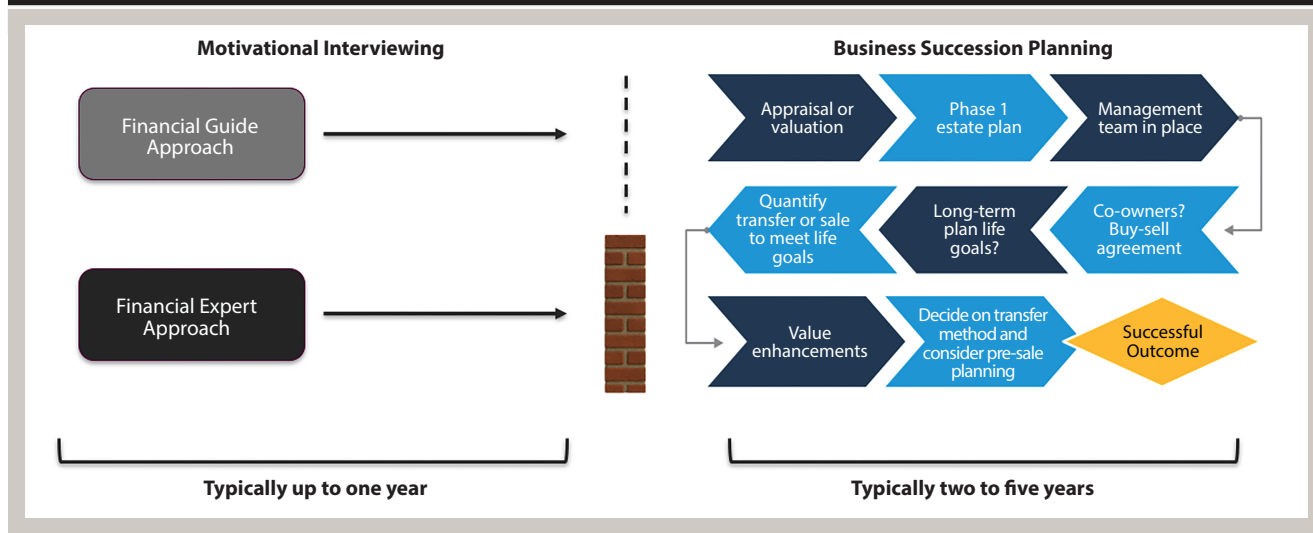 Motivational Interviewing
Financial Guide
Approach
Financial Expert
Approach
Typically up to one year
Business Succession Planning
Appraisal or
valuation
Phase 1
estate plan
Management
team in place
Co-owners?
Buy-sell
agreement
Long-term
plan life
goals?
Quantify
transfer or sale
to meet life
goals
Value
enhancements
Decide on transfer
method and
consider pre-sale
planning
Successful
Outcome
Typically two to five years